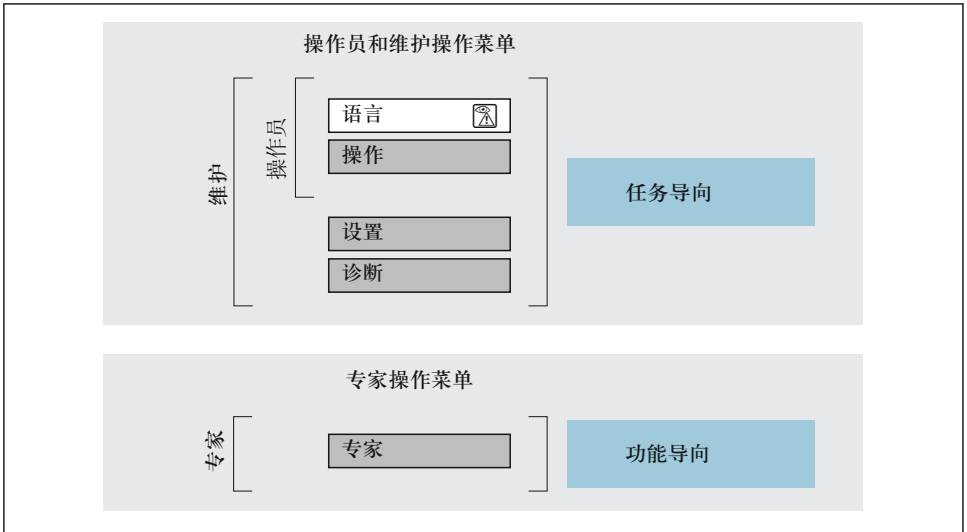 操作员和维护操作菜单
维护
操作员
语言
操作
设置
诊断
任务导向
专家操作菜单
专家
专家
功能导向